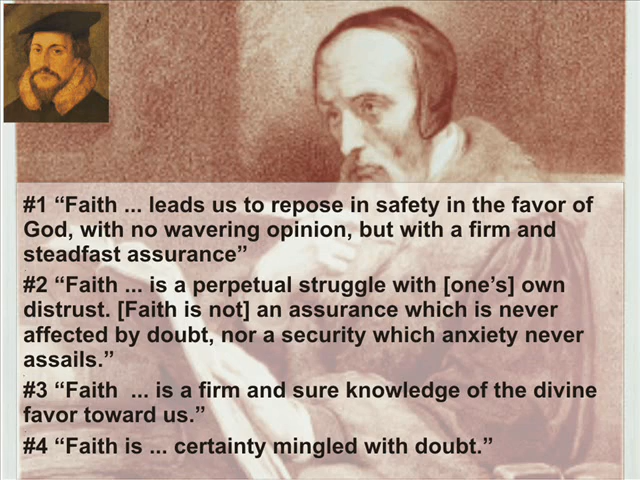 #1 “Faith ... leads us to repose in safety in the favor of
God, with no wavering opinion, but with a firm and
steadfast assurance”
#2 “Faith ... is a perpetual struggle with [one’s] own
distrust. [Faith is not] an assurance which is never
affected by doubt, nor a security which anxiety never
assails.”
#3 “Faith  ... is a firm and sure knowledge of the divine
favor toward us.”
#4 “Faith is ... certainty mingled with doubt.”